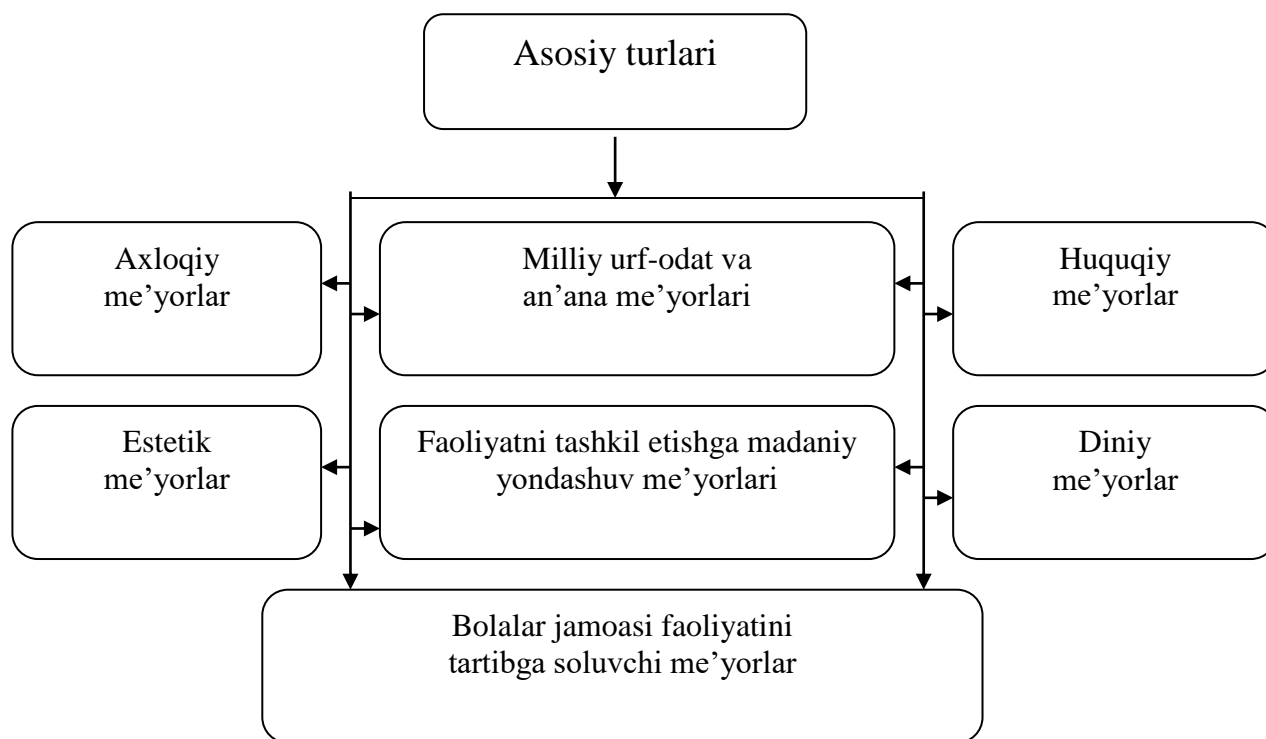 Asosiy turlari
Axloqiy
me’yorlar
Milliy urf-odat va
an’ana me’yorlari
Huquqiy
me’yorlar
Estetik
me’yorlar
Faoliyatni tashkil etishga madaniy
yondashuv me’yorlari
Diniy
me’yorlar
Bolalar jamoasi faoliyatini
tartibga soluvchi me’yorlar